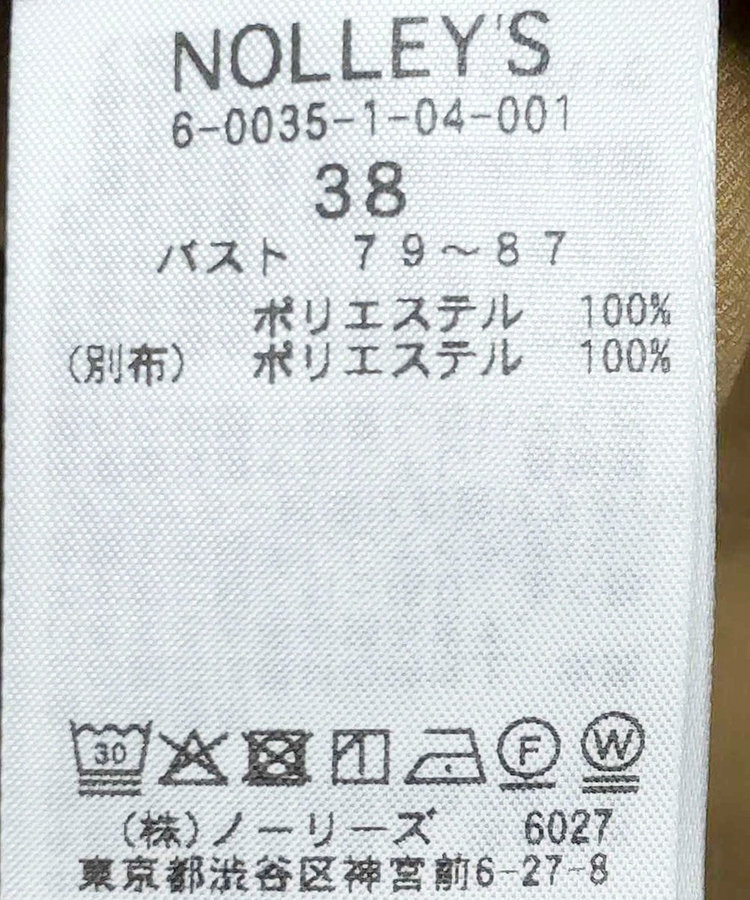 NOLLEY'S
6-0035-1-04-001
38
バスト 79～87
ポリエステル 100%
(別布) ポリエステル 100%
30 F W
(株)ノーリーズ 6027
東京都渋谷区神宮前6-27-8